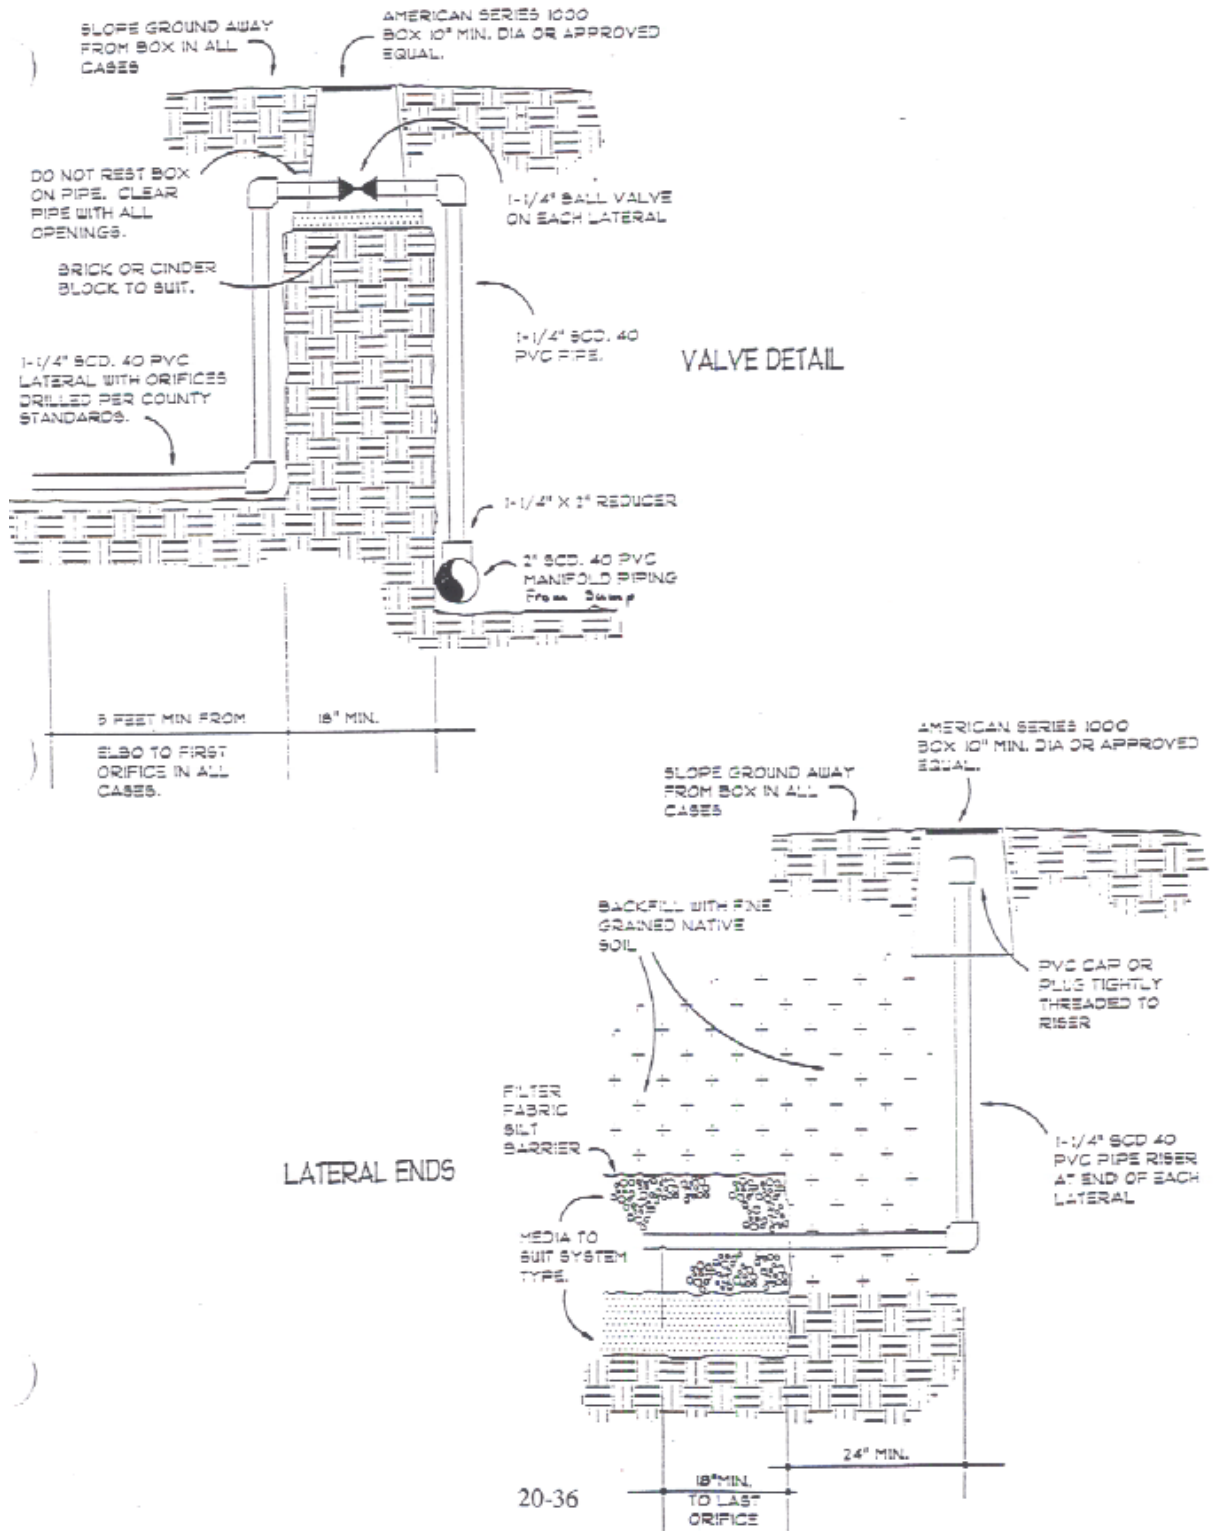 SLOPE GROUND AWAY
FROM BOX IN ALL
CASES
AMERICAN SERIES 1000
BOX 10" MIN. DIA OR APPROVED
EQUAL.
DO NOT REST BOX
ON PIPE. CLEAR
PIPE WITH ALL
OPENINGS.
1-1/4" BALL VALVE
ON EACH LATERAL
BRICK OR CINDER
BLOCK TO SUIT.
1-1/4" SCD. 40
PVC PIPE.
VALVE DETAIL
1-1/4" SCD. 40 PVC
LATERAL WITH ORIFICES
DRILLED PER COUNTY
STANDARDS.
1-1/4" X 2" REDUCER
2" SCD. 40 PVC
MANIFOLD PIPING
From Sump
5 FEET MIN FROM
ELBO TO FIRST
ORIFICE IN ALL
CASES.
18" MIN.
AMERICAN SERIES 1000
BOX 10" MIN. DIA OR APPROVED
EQUAL.
SLOPE GROUND AWAY
FROM BOX IN ALL
CASES
BACKFILL WITH FINE
GRAINED NATIVE
SOIL
PVC CAP OR
PLUG TIGHTLY
THREADED TO
RISER
FILTER
FABRIC
SILT
BARRIER
LATERAL ENDS
1-1/4" SCD 40
PVC PIPE RISER
AT END OF EACH
LATERAL
MEDIA TO
SUIT SYSTEM
TYPE.
24" MIN.
18" MIN.
TO LAST
ORIFICE
20-36